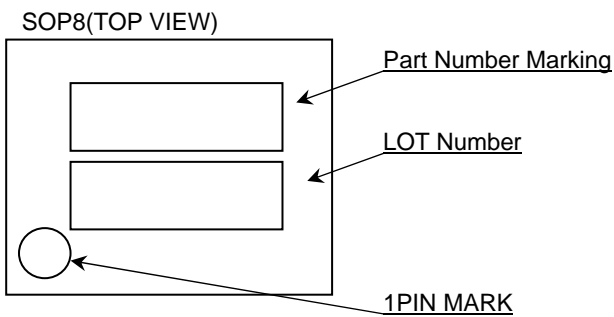 SOP8(TOP VIEW)
Part Number Marking
LOT Number
1PIN MARK